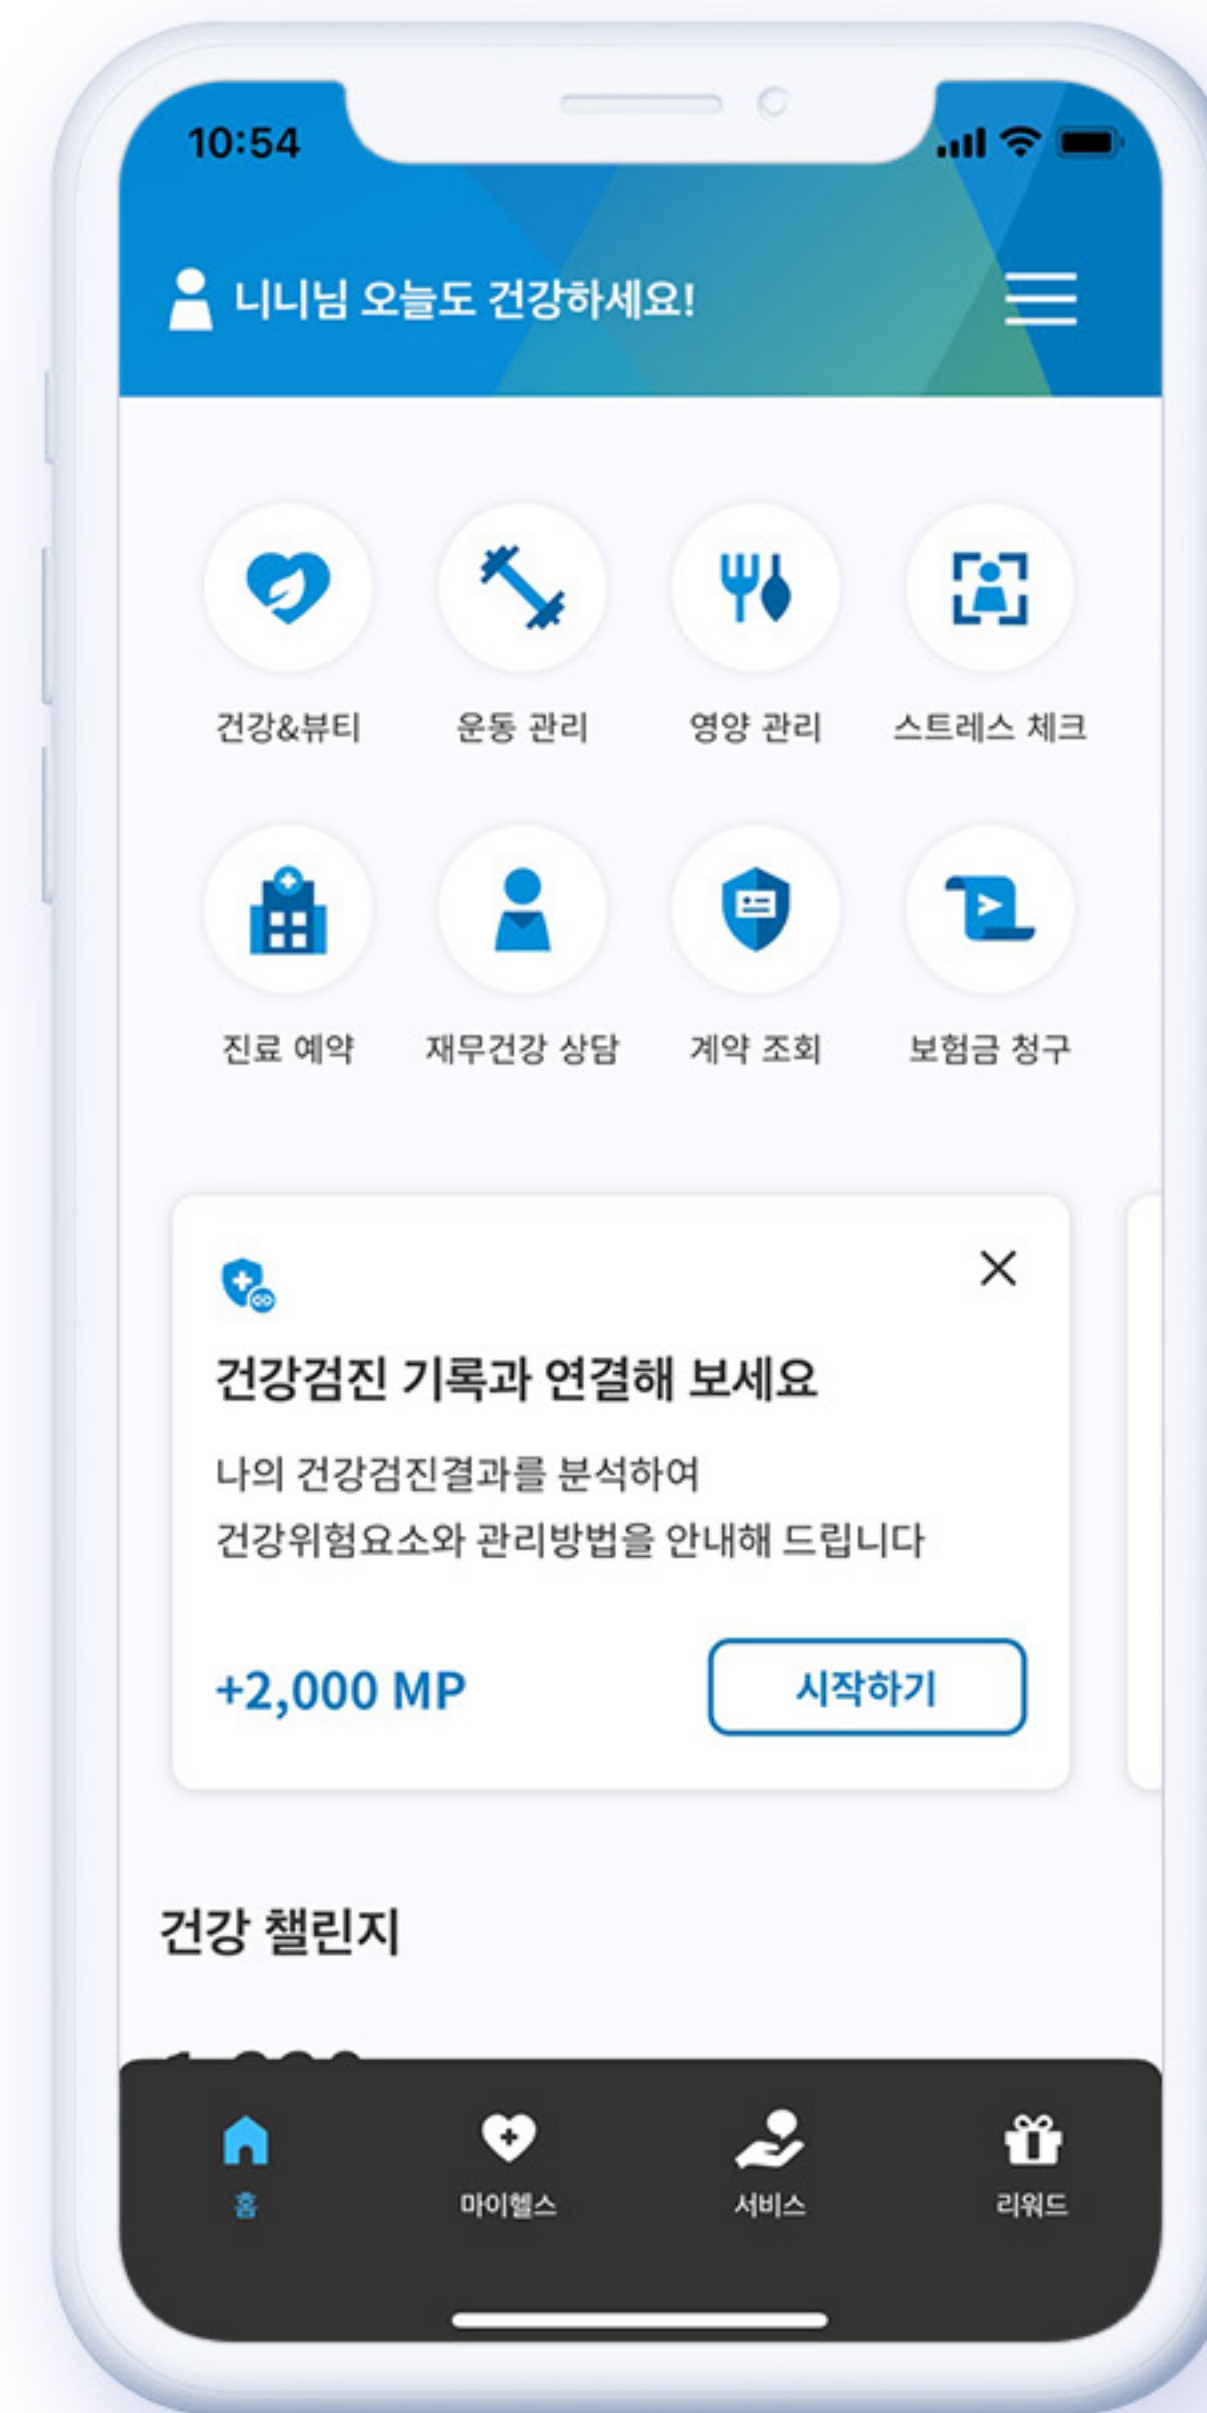 10:54
니니님 오늘도 건강하세요!
건강&뷰티 운동 관리 영양 관리 스트레스 체크
진료 예약 재무건강 상담 계약 조회 보험금 청구
건강검진 기록과 연결해 보세요
나의 건강검진결과를 분석하여
건강위험요소와 관리방법을 안내해 드립니다
+2,000 MP 시작하기
건강 챌린지
홈 마이헬스 서비스 리워드